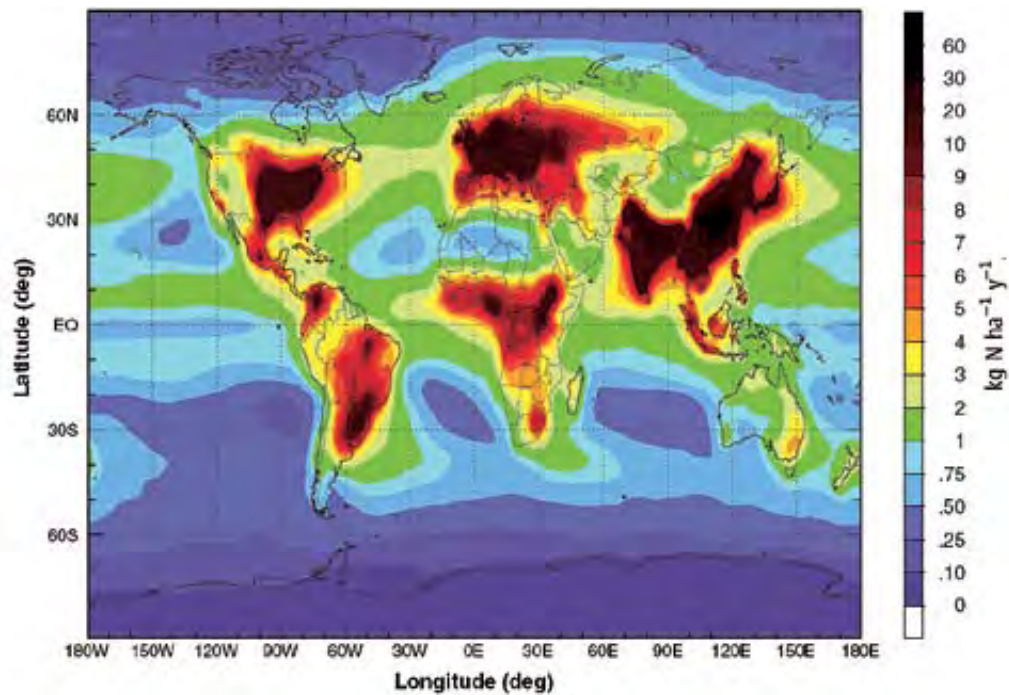 60N
30N
EQ
30S
60S
Latitude (deg)
180W 150W 120W 90W 60W 30W 0E 30E 60E 90E 120E 150E 180E
Longitude (deg)
60
30
20
10
9
8
7
6
5
4
3
2
1
.75
.50
.25
.10
0
kg N ha⁻¹ y⁻¹